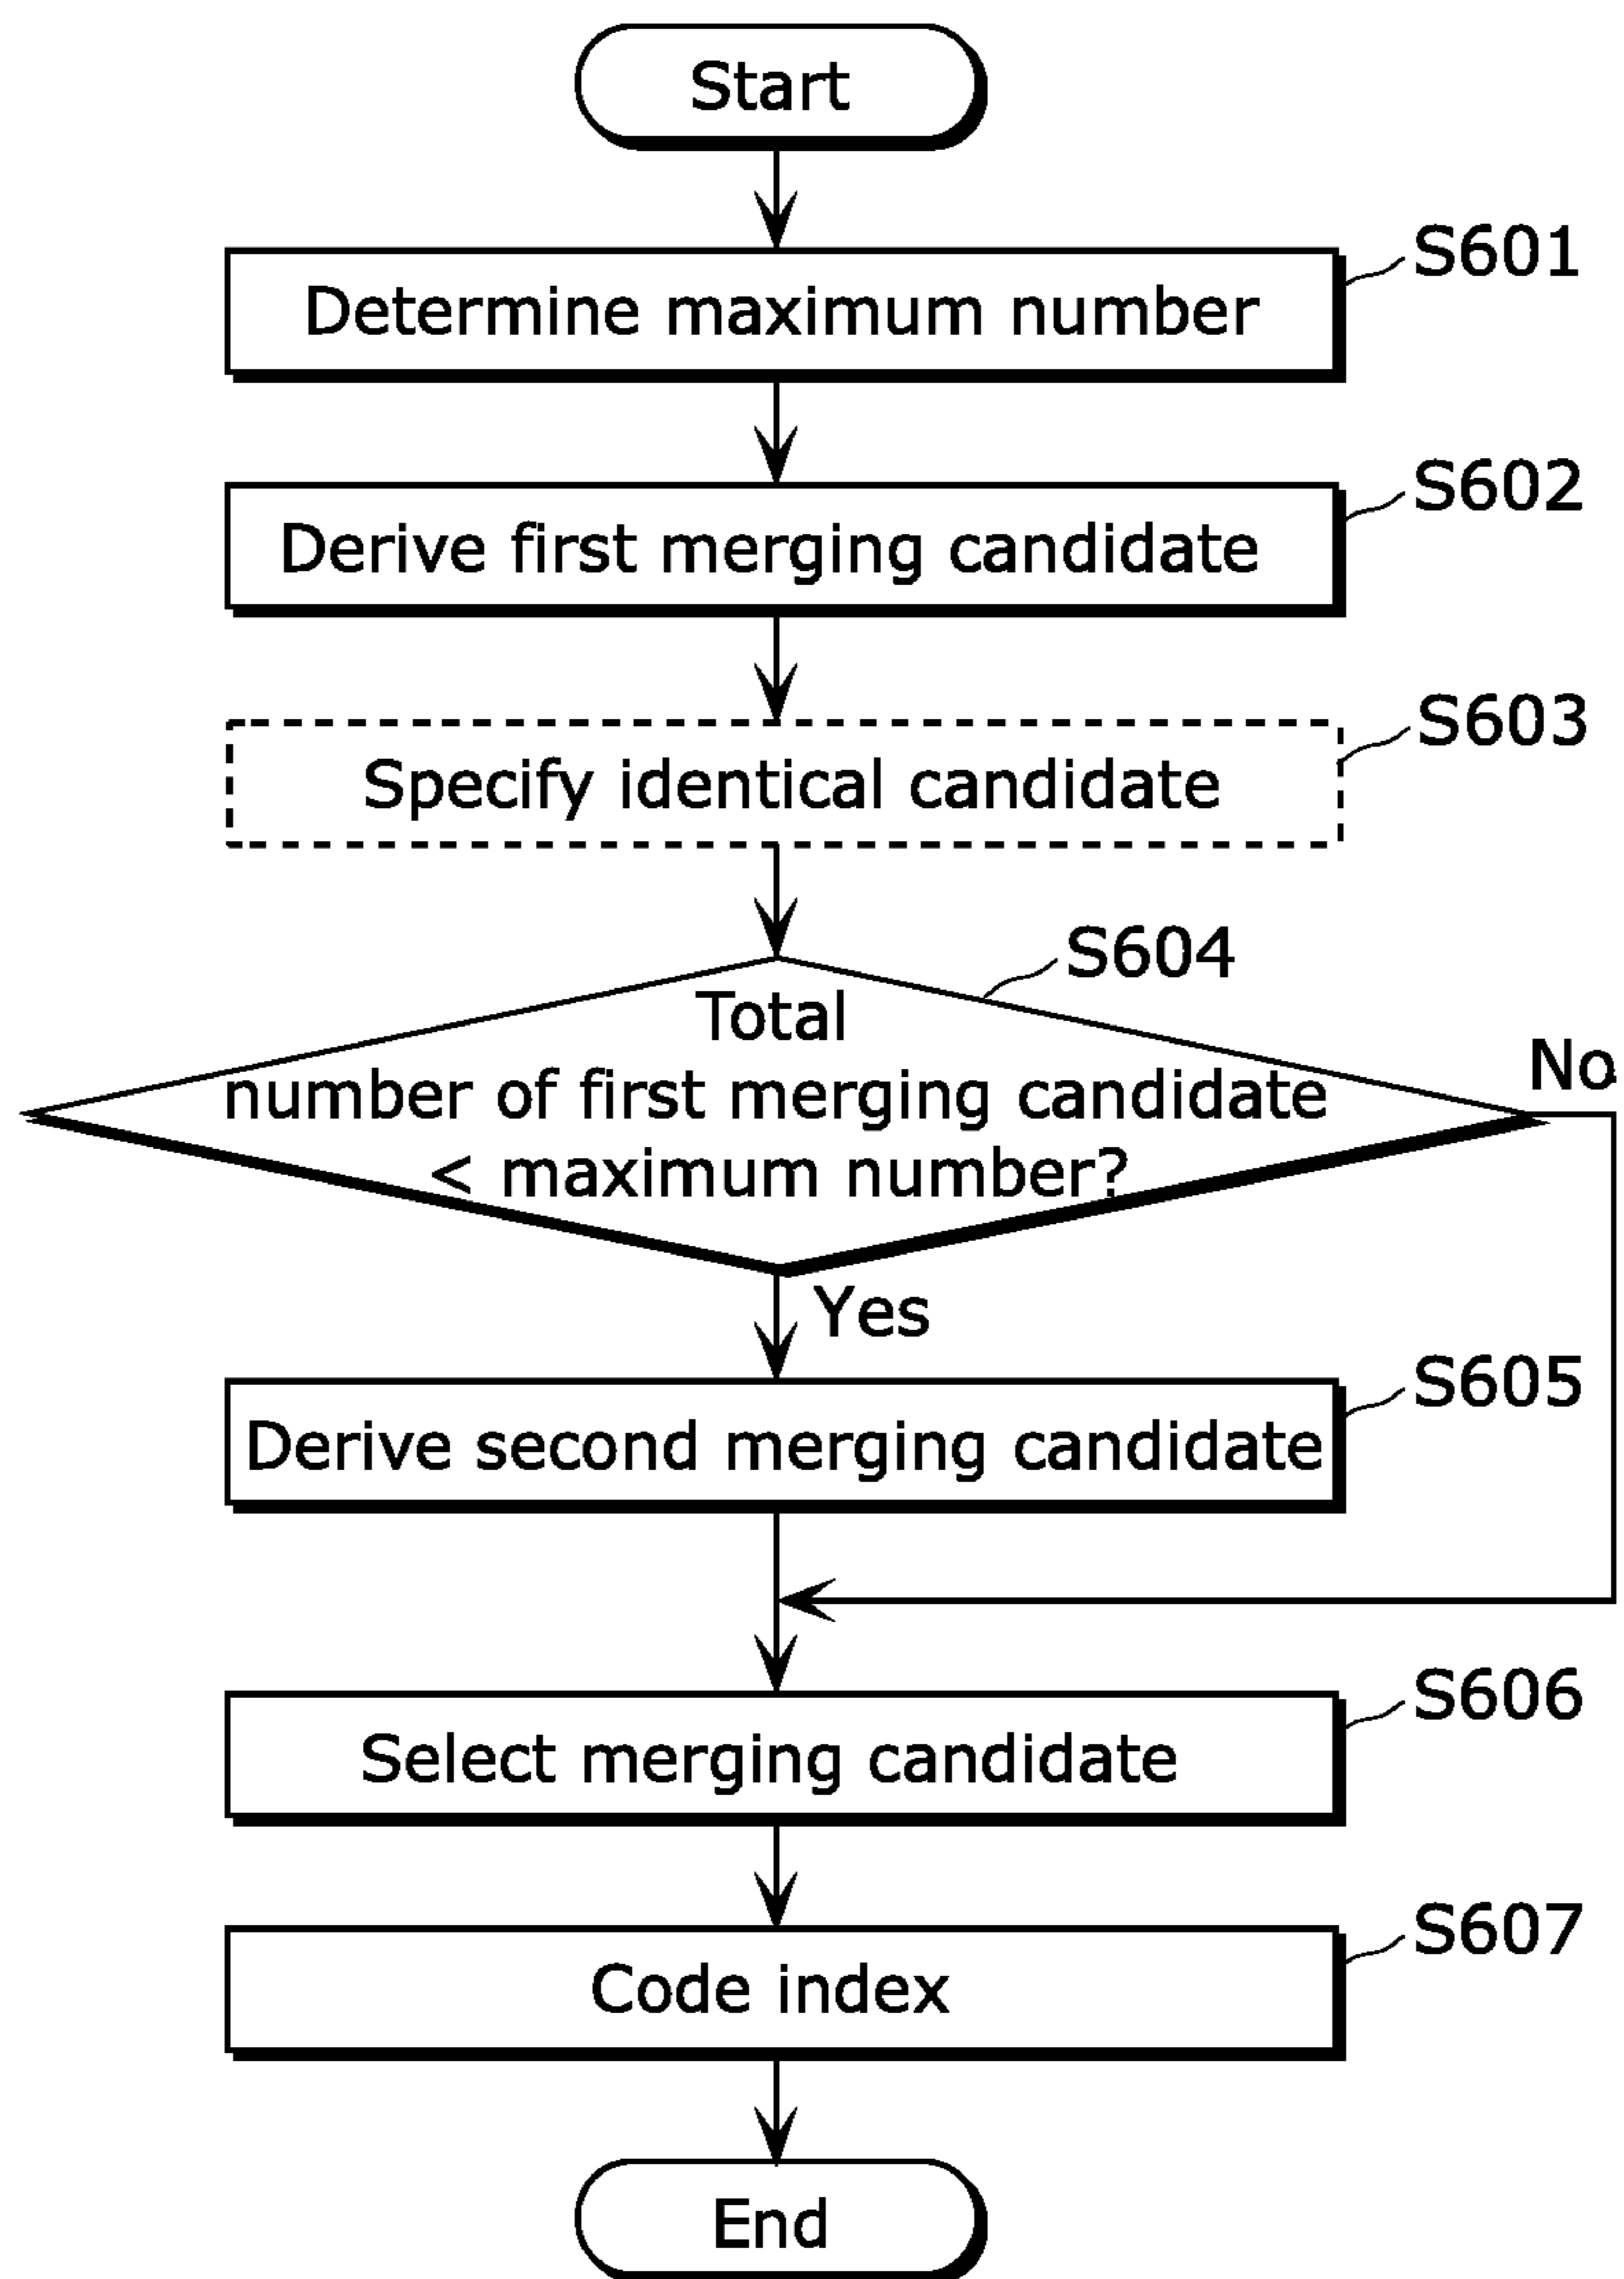 Start
S601
Determine maximum number
S602
Derive first merging candidate
S603
Specify identical candidate
S604
Total
number of first merging candidate
< maximum number?
No
Yes
S605
Derive second merging candidate
S606
Select merging candidate
S607
Code index
End